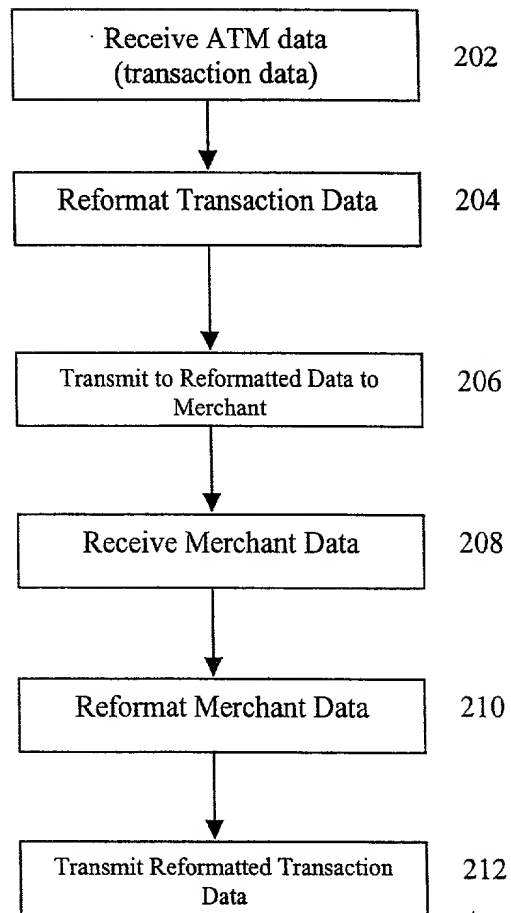 Receive ATM data
(transaction data)
202
Reformat Transaction Data
204
Transmit to Reformatted Data to
Merchant
206
Receive Merchant Data
208
Reformat Merchant Data
210
Transmit Reformatted Transaction
Data
212